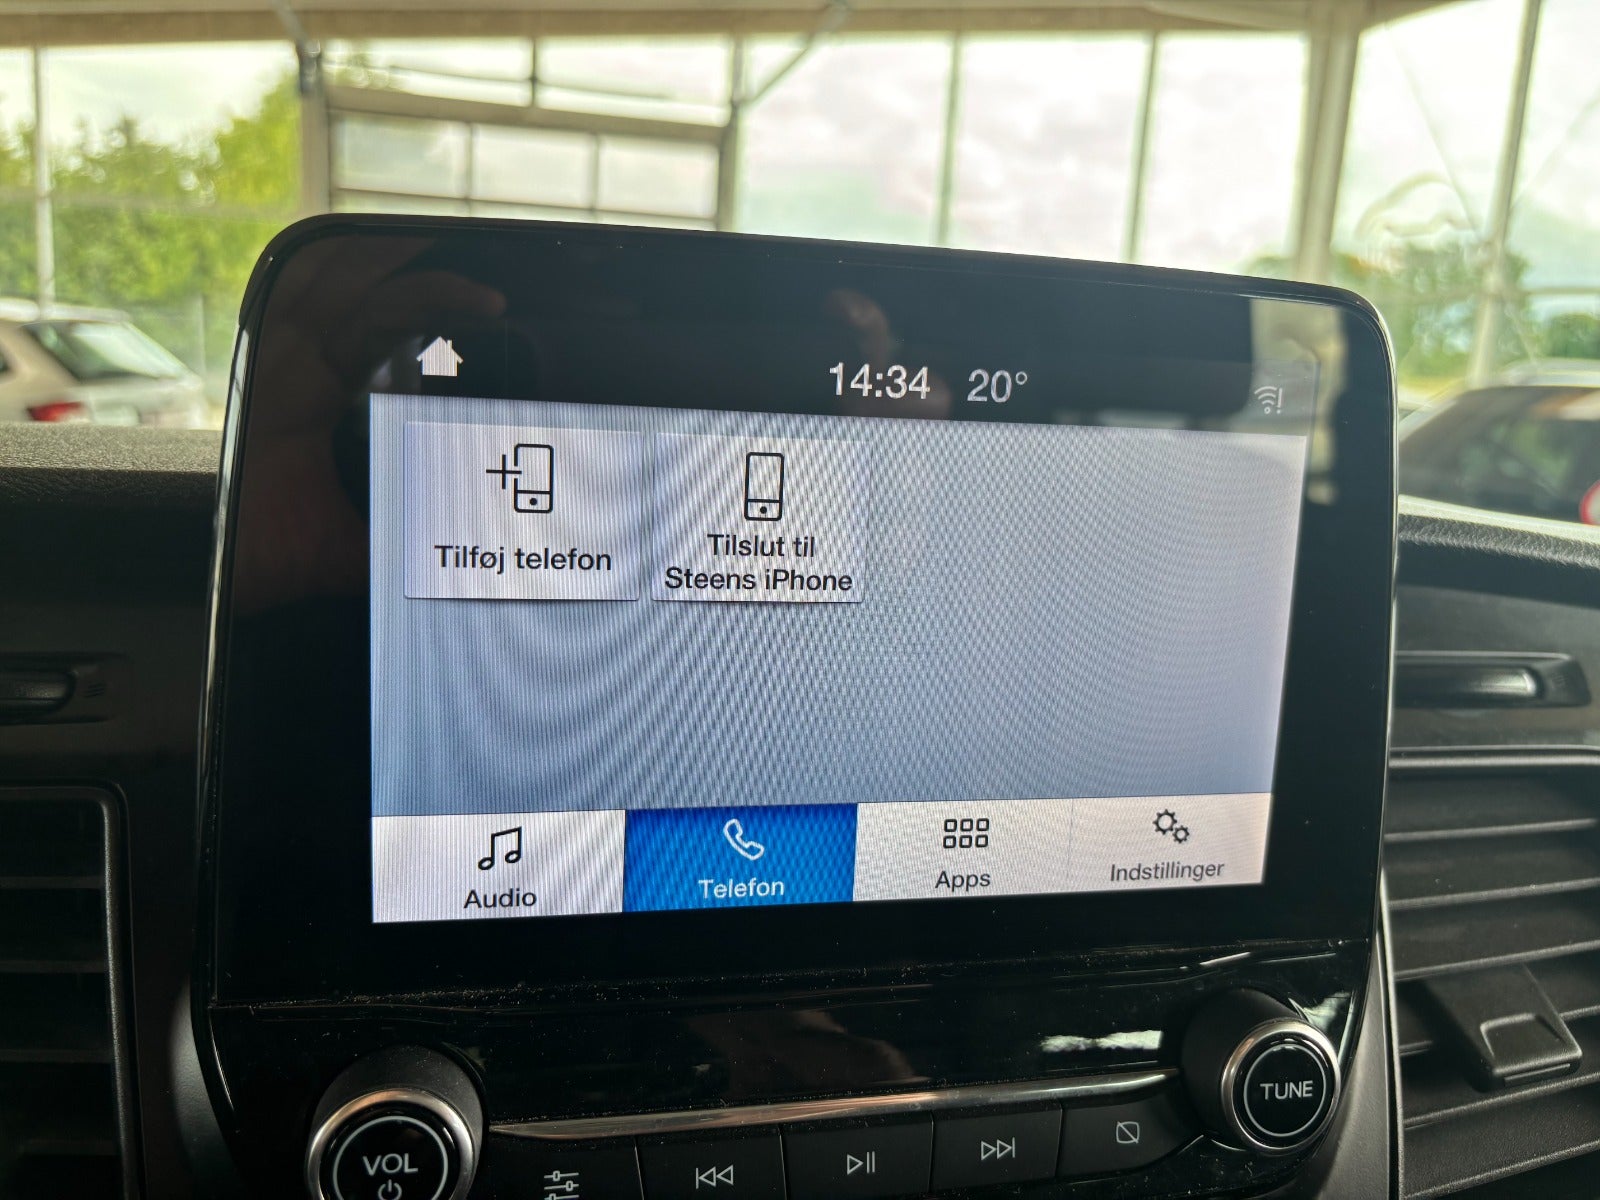 14:34 20°
Tilføj telefon
Tilslut til
Steens iPhone
Audio
Telefon
Apps
Indstillinger
VOL
TUNE